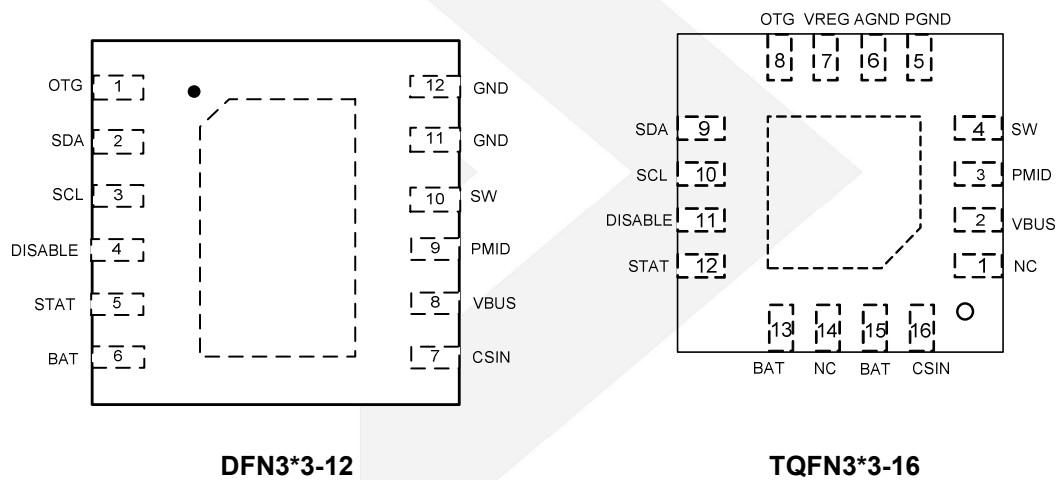 OTG 1
SDA 2
SCL 3
DISABLE 4
STAT 5
BAT 6
12 GND
11 GND
10 SW
9 PMID
8 VBUS
7 CSIN
DFN3*3-12
OTG VREG AGND PGND
8 7 6 5
SDA 9
SCL 10
DISABLE 11
STAT 12
4 SW
3 PMID
2 VBUS
1 NC
13 14 15 16
BAT NC BAT CSIN
TQFN3*3-16